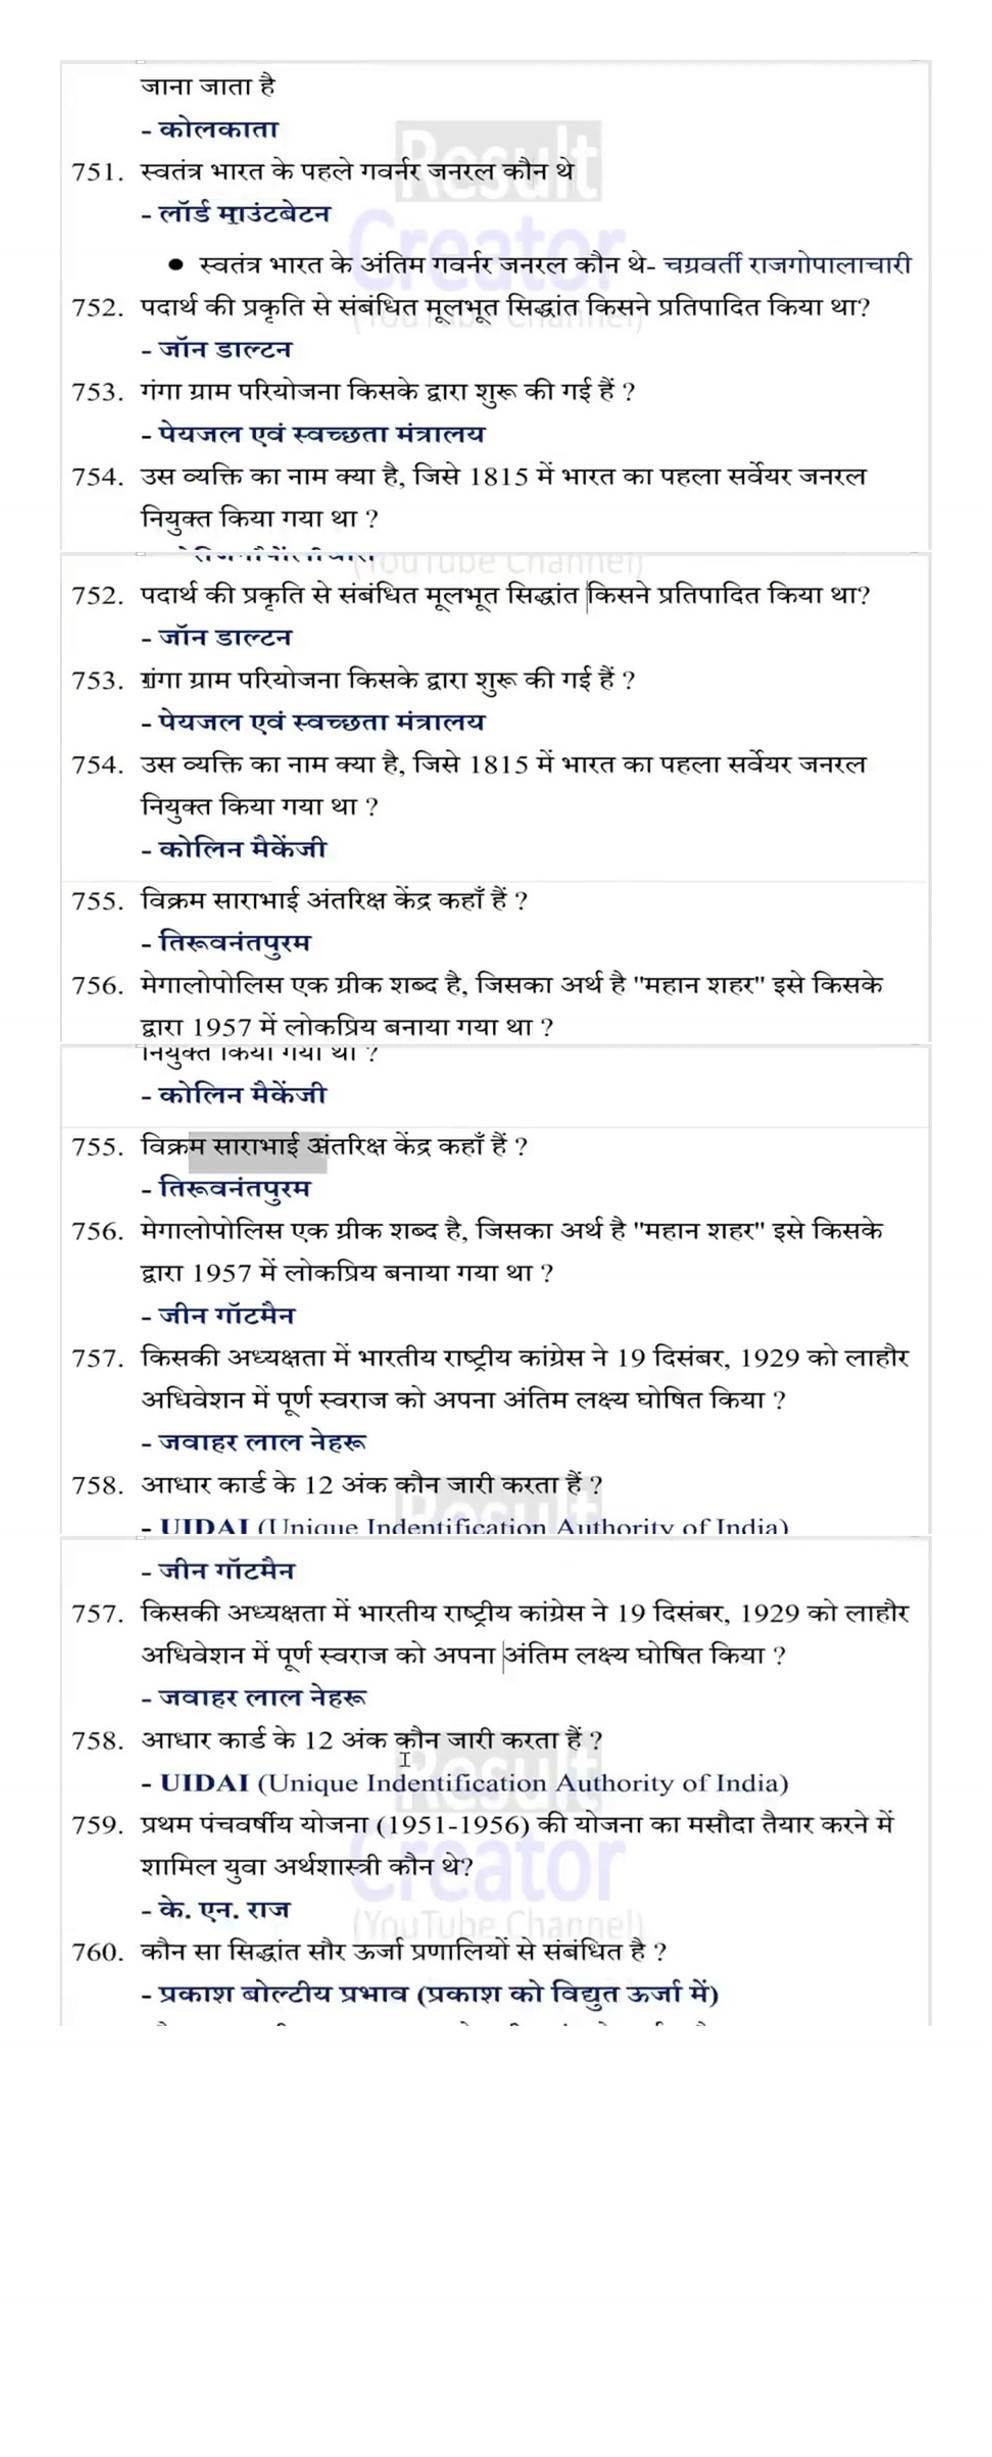 जाना जाता है
- कोलकाता
Result
751. स्वतंत्र भारत के पहले गवर्नर जनरल कौन थे
- लॉर्ड माउंटबेटन
Creator
● स्वतंत्र भारत के अंतिम गवर्नर जनरल कौन थे- चग्रवर्ती राजगोपालाचारी
752. पदार्थ की प्रकृति से संबंधित मूलभूत सिद्धांत किसने प्रतिपादित किया था?
(YouTube Channel)
- जॉन डाल्टन
753. गंगा ग्राम परियोजना किसके द्वारा शुरू की गई हैं ?
- पेयजल एवं स्वच्छता मंत्रालय
754. उस व्यक्ति का नाम क्या है, जिसे 1815 में भारत का पहला सर्वेयर जनरल
नियुक्त किया गया था ?
(YouTube Channel)
752. पदार्थ की प्रकृति से संबंधित मूलभूत सिद्धांत किसने प्रतिपादित किया था?
- जॉन डाल्टन
753. गंगा ग्राम परियोजना किसके द्वारा शुरू की गई हैं ?
- पेयजल एवं स्वच्छता मंत्रालय
754. उस व्यक्ति का नाम क्या है, जिसे 1815 में भारत का पहला सर्वेयर जनरल
नियुक्त किया गया था ?
- कोलिन मैकेंजी
755. विक्रम साराभाई अंतरिक्ष केंद्र कहाँ हैं ?
- तिरूवनंतपुरम
756. मेगालोपोलिस एक ग्रीक शब्द है, जिसका अर्थ है "महान शहर" इसे किसके
द्वारा 1957 में लोकप्रिय बनाया गया था ?
नियुक्त किया गया था ?
- कोलिन मैकेंजी
755. विक्रम साराभाई अंतरिक्ष केंद्र कहाँ हैं ?
- तिरूवनंतपुरम
756. मेगालोपोलिस एक ग्रीक शब्द है, जिसका अर्थ है "महान शहर" इसे किसके
द्वारा 1957 में लोकप्रिय बनाया गया था ?
- जीन गॉटमैन
757. किसकी अध्यक्षता में भारतीय राष्ट्रीय कांग्रेस ने 19 दिसंबर, 1929 को लाहौर
अधिवेशन में पूर्ण स्वराज को अपना अंतिम लक्ष्य घोषित किया ?
- जवाहर लाल नेहरू
758. आधार कार्ड के 12 अंक कौन जारी करता हैं ?
Result
- UIDAI (Unique Indentification Authority of India)
- जीन गॉटमैन
757. किसकी अध्यक्षता में भारतीय राष्ट्रीय कांग्रेस ने 19 दिसंबर, 1929 को लाहौर
अधिवेशन में पूर्ण स्वराज को अपना अंतिम लक्ष्य घोषित किया ?
- जवाहर लाल नेहरू
758. आधार कार्ड के 12 अंक कौन जारी करता हैं ?
Result
- UIDAI (Unique Indentification Authority of India)
759. प्रथम पंचवर्षीय योजना (1951-1956) की योजना का मसौदा तैयार करने में
शामिल युवा अर्थशास्त्री कौन थे?
Creator
- के. एन. राज
(YouTube Channel)
760. कौन सा सिद्धांत सौर ऊर्जा प्रणालियों से संबंधित है ?
- प्रकाश बोल्टीय प्रभाव (प्रकाश को विद्युत ऊर्जा में)